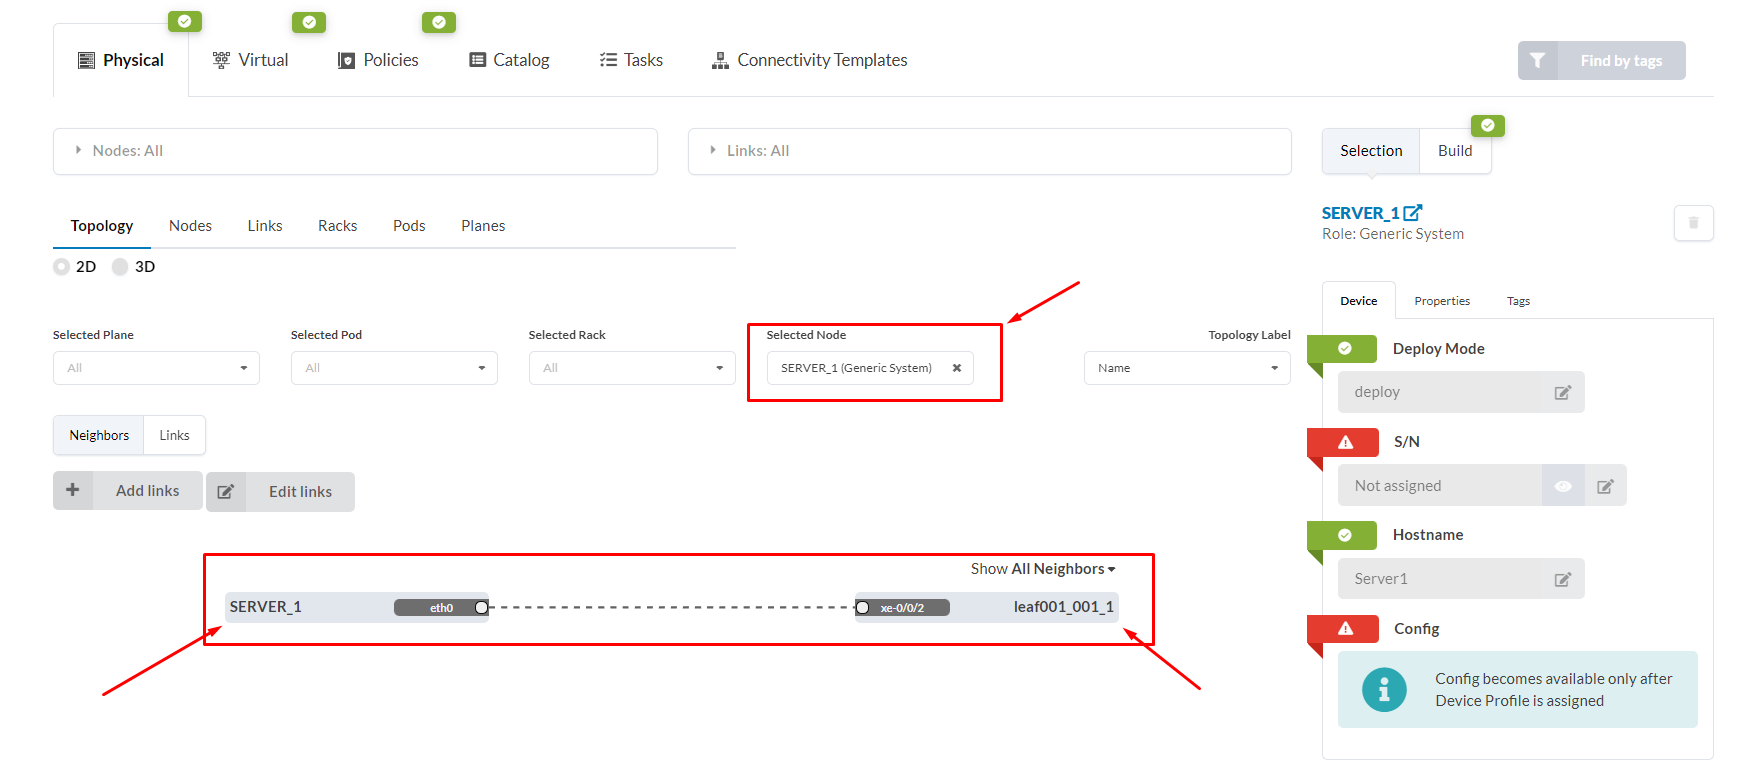 Physical Virtual Policies Catalog Tasks Connectivity Templates Find by tags
Nodes: All Links: All Selection Build
SERVER_1
Role: Generic System
Topology Nodes Links Racks Pods Planes
2D 3D
Device Properties Tags
Selected Plane Selected Pod Selected Rack Selected Node Topology Label
All All All SERVER_1 (Generic System) Name
Neighbors Links
Add links Edit links
Show All Neighbors
SERVER_1 eth0 xe-0/0/2 leaf001_001_1
Deploy Mode
deploy
S/N
Not assigned
Hostname
Server1
Config
Config becomes available only after
Device Profile is assigned